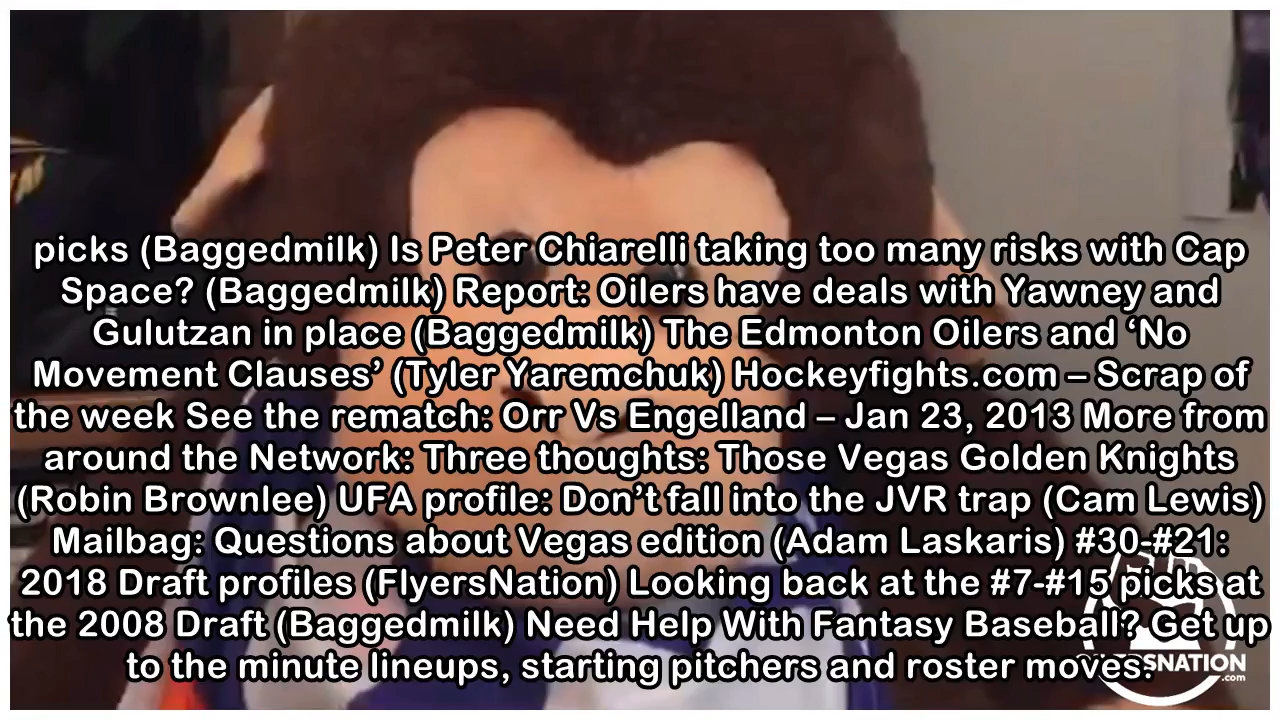 picks (Baggedmilk) Is Peter Chiarelli taking too many risks with Cap
Space? (Baggedmilk) Report: Oilers have deals with Yawney and
Gulutzan in place (Baggedmilk) The Edmonton Oilers and ‘No
Movement Clauses’ (Tyler Yaremchuk) Hockeyfights.com – Scrap of
the week See the rematch: Orr Vs Engelland – Jan 23, 2013 More from
around the Network: Three thoughts: Those Vegas Golden Knights
(Robin Brownlee) UFA profile: Don’t fall into the JVR trap (Cam Lewis)
Mailbag: Questions about Vegas edition (Adam Laskaris) #30-#21:
2018 Draft profiles (FlyersNation) Looking back at the #7-#15 picks at
the 2008 Draft (Baggedmilk) Need Help With Fantasy Baseball? Get up
to the minute lineups, starting pitchers and roster moves.
SNATION
.com